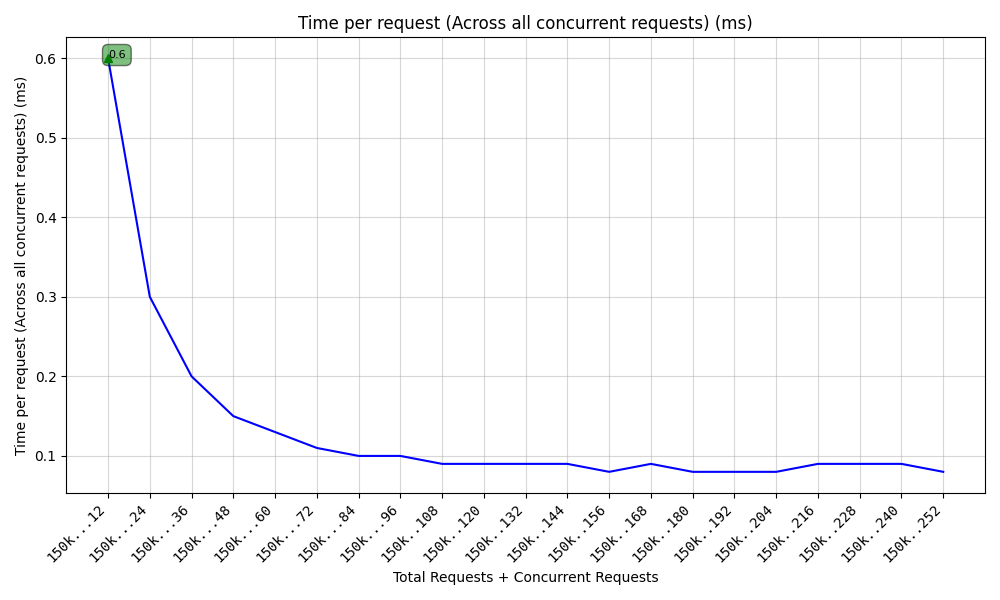 Time per request (Across all concurrent requests) (ms)
Time per request (Across all concurrent requests) (ms)
0.6
0.5
0.4
0.3
0.2
0.1
0.6
150k...12
150k...24
150k...36
150k...48
150k...60
150k...72
150k...84
150k...96
150k..108
150k..120
150k..132
150k..144
150k..156
150k..168
150k..180
150k..192
150k..204
150k..216
150k..228
150k..240
150k..252
Total Requests + Concurrent Requests